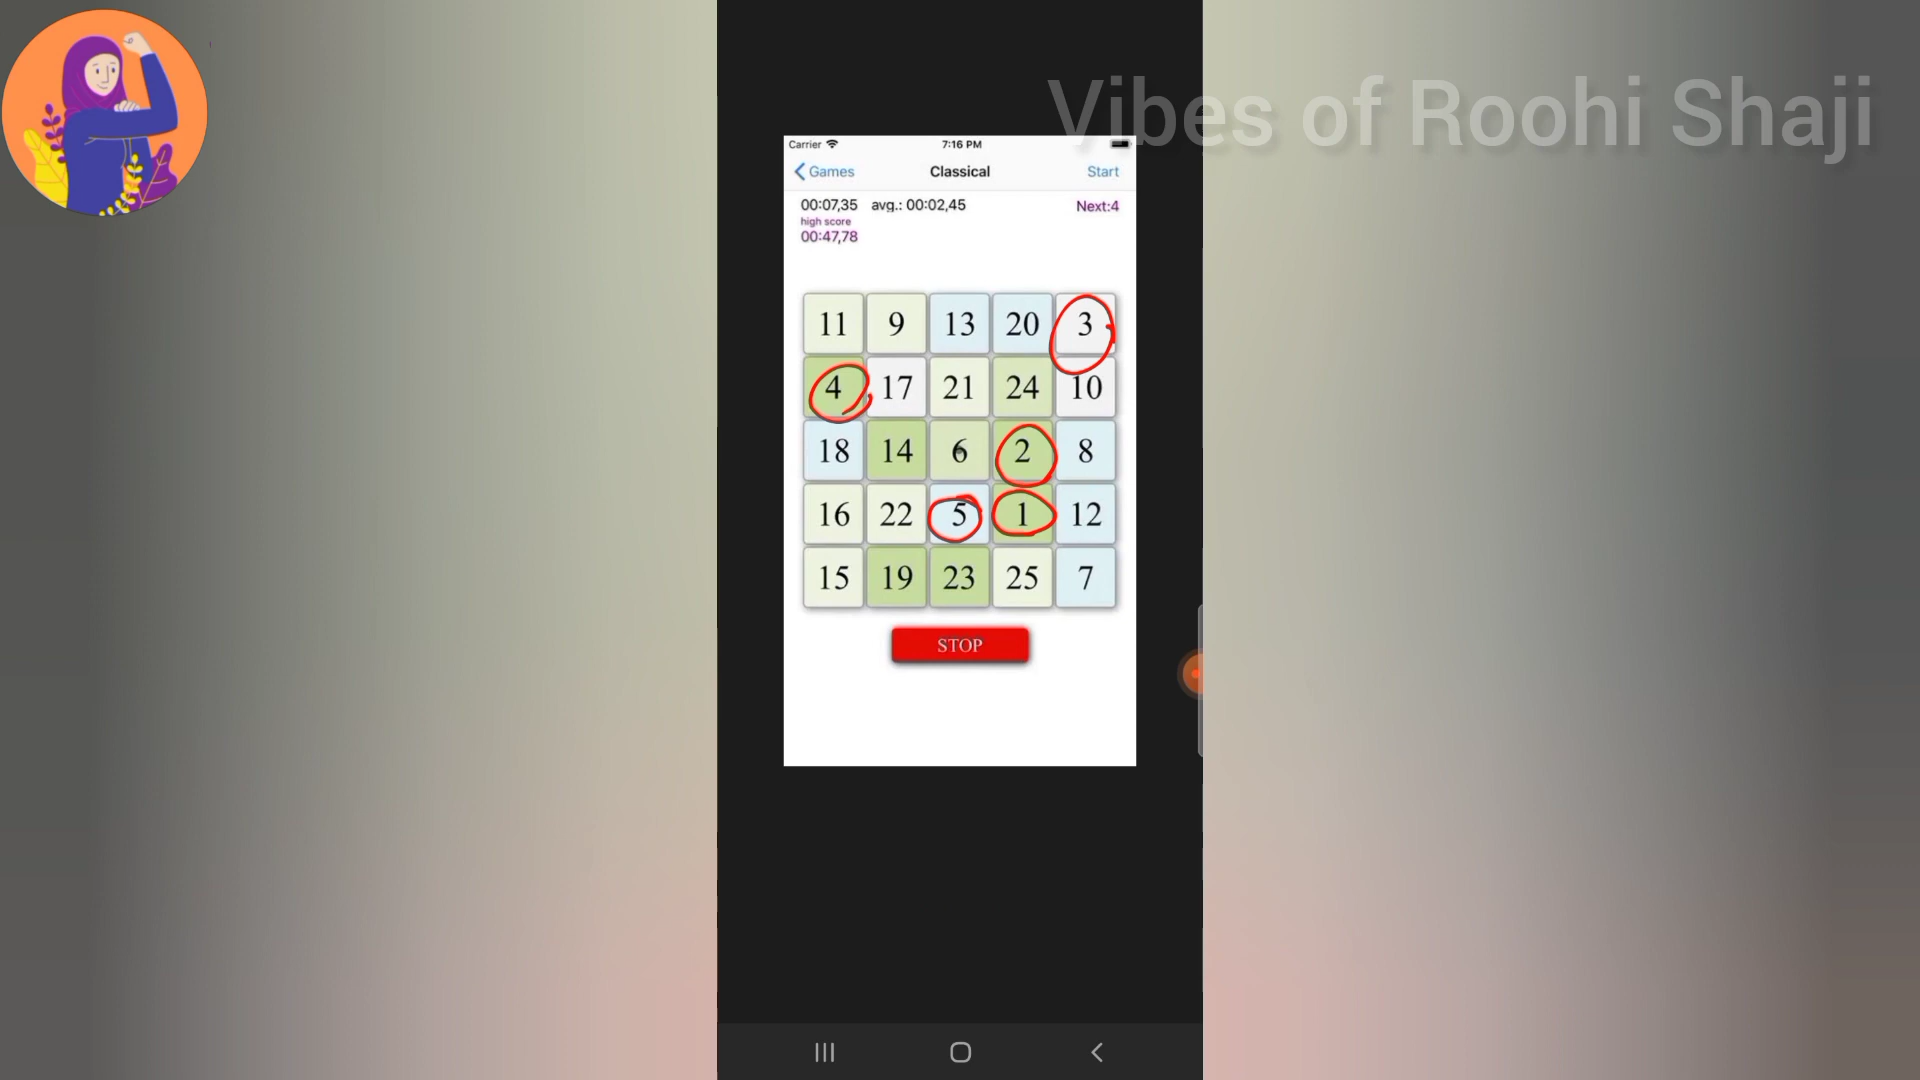 Vibes of Roohi Shaji
Carrier 7:16 PM
Games Classical Start
00:07,35 avg.: 00:02,45 Next:4
high score
00:47,78
11 9 13 20 3
4 17 21 24 10
18 14 6 2 8
16 22 5 1 12
15 19 23 25 7
STOP